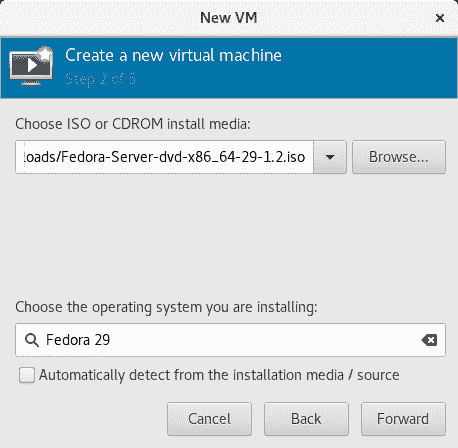 New VM
Create a new virtual machine
Step 2 of 5
Choose ISO or CDROM install media:
loads/Fedora-Server-dvd-x86_64-29-1.2.iso
Browse...
Choose the operating system you are installing:
Fedora 29
Automatically detect from the installation media / source
Cancel Back Forward